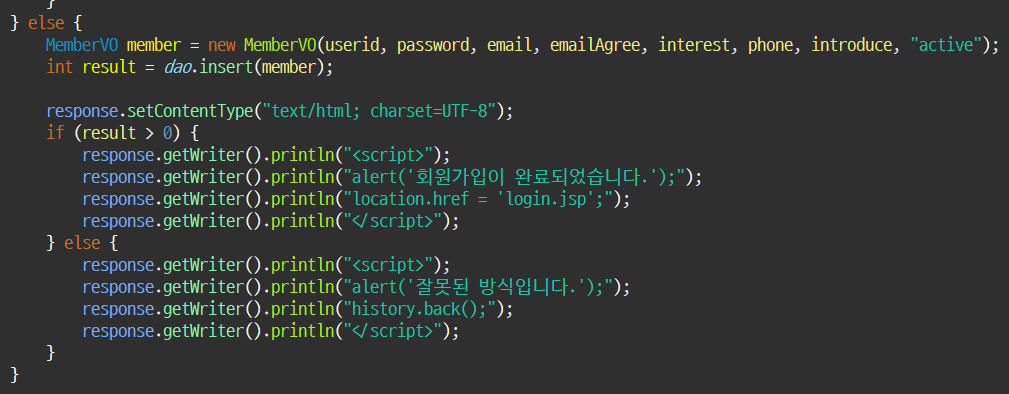 }
} else {
MemberVO member = new MemberVO(userid, password, email, emailAgree, interest, phone, introduce, "active");
int result = dao.insert(member);
response.setContentType("text/html; charset=UTF-8");
if (result > 0) {
response.getWriter().println("<script>");
response.getWriter().println("alert('회원가입이 완료되었습니다.');");
response.getWriter().println("location.href = 'login.jsp';");
response.getWriter().println("</script>");
} else {
response.getWriter().println("<script>");
response.getWriter().println("alert('잘못된 방식입니다.');");
response.getWriter().println("history.back();");
response.getWriter().println("</script>");
}
}